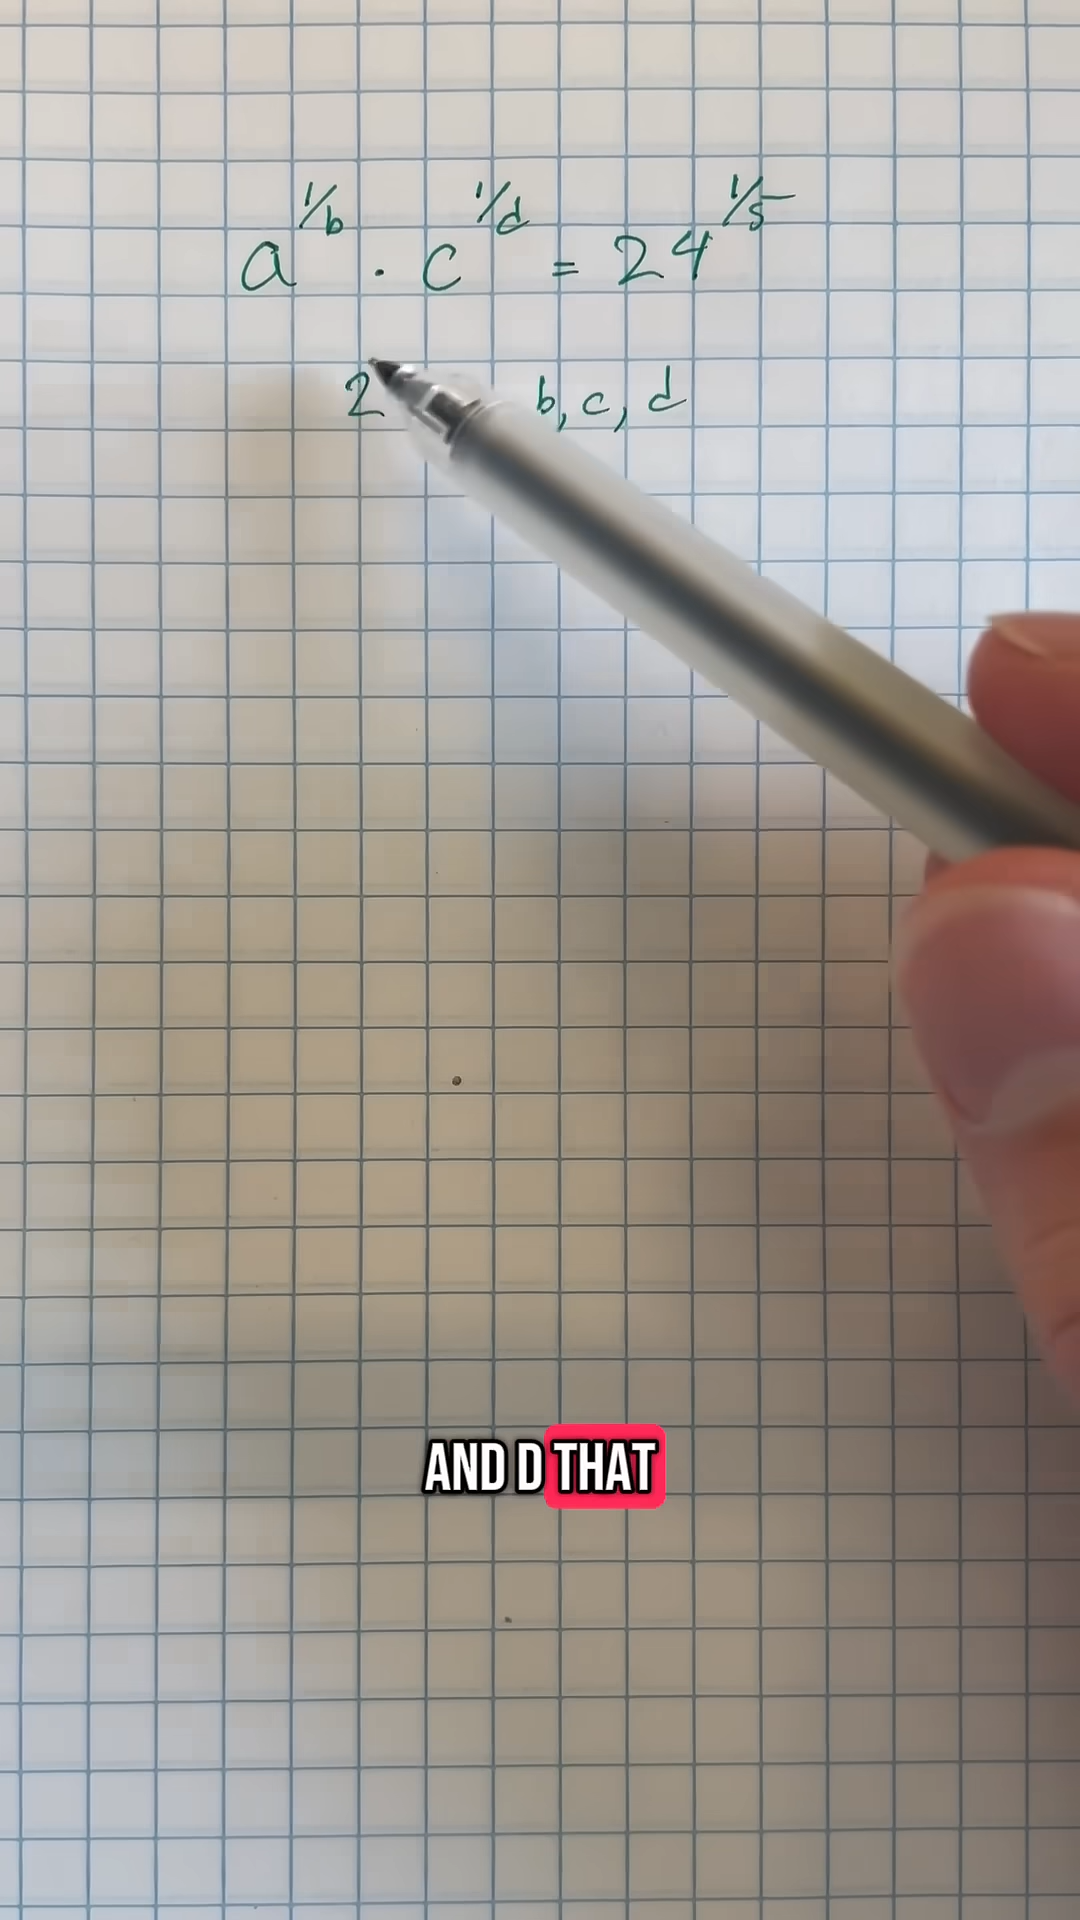 a^1/b · c^1/d = 24^1/5
2 b, c, d
AND D THAT